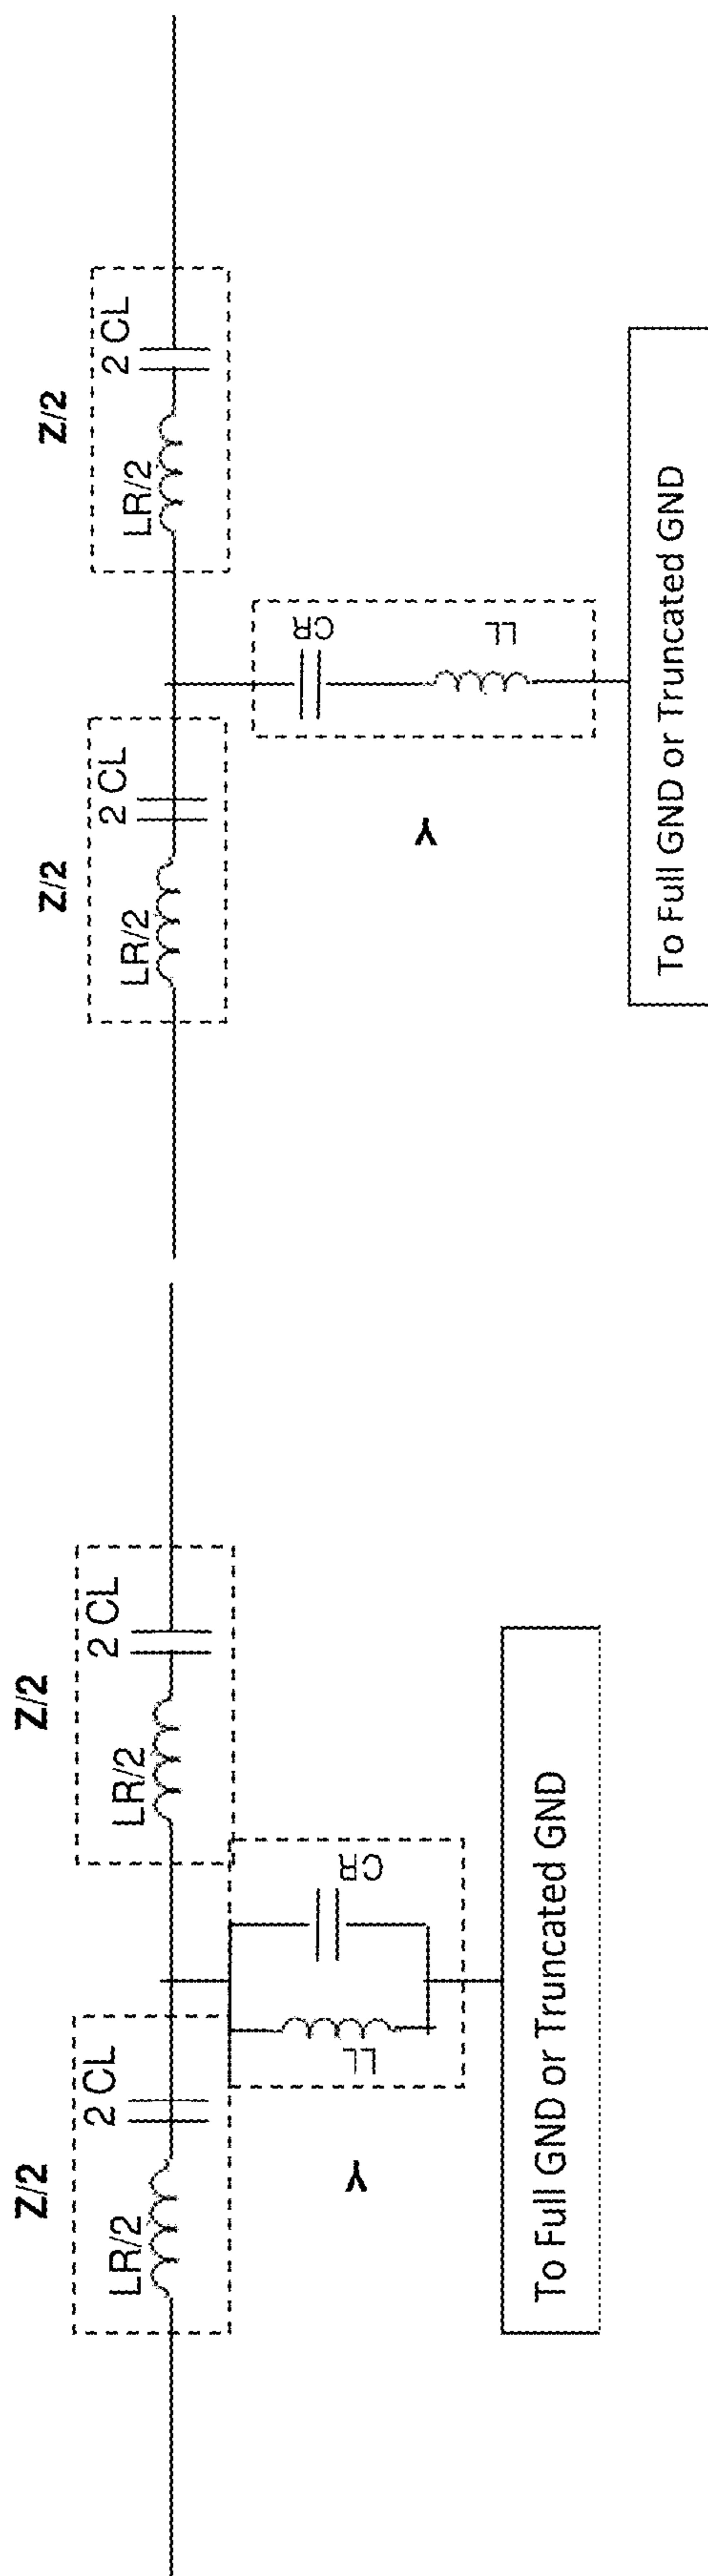 Z/2
Z/2
LR/2
2 CL
LR/2
2 CL
LL
CR
Y
To Full GND or Truncated GND
Z/2
Z/2
LR/2
2 CL
LR/2
2 CL
CR
LL
Y
To Full GND or Truncated GND